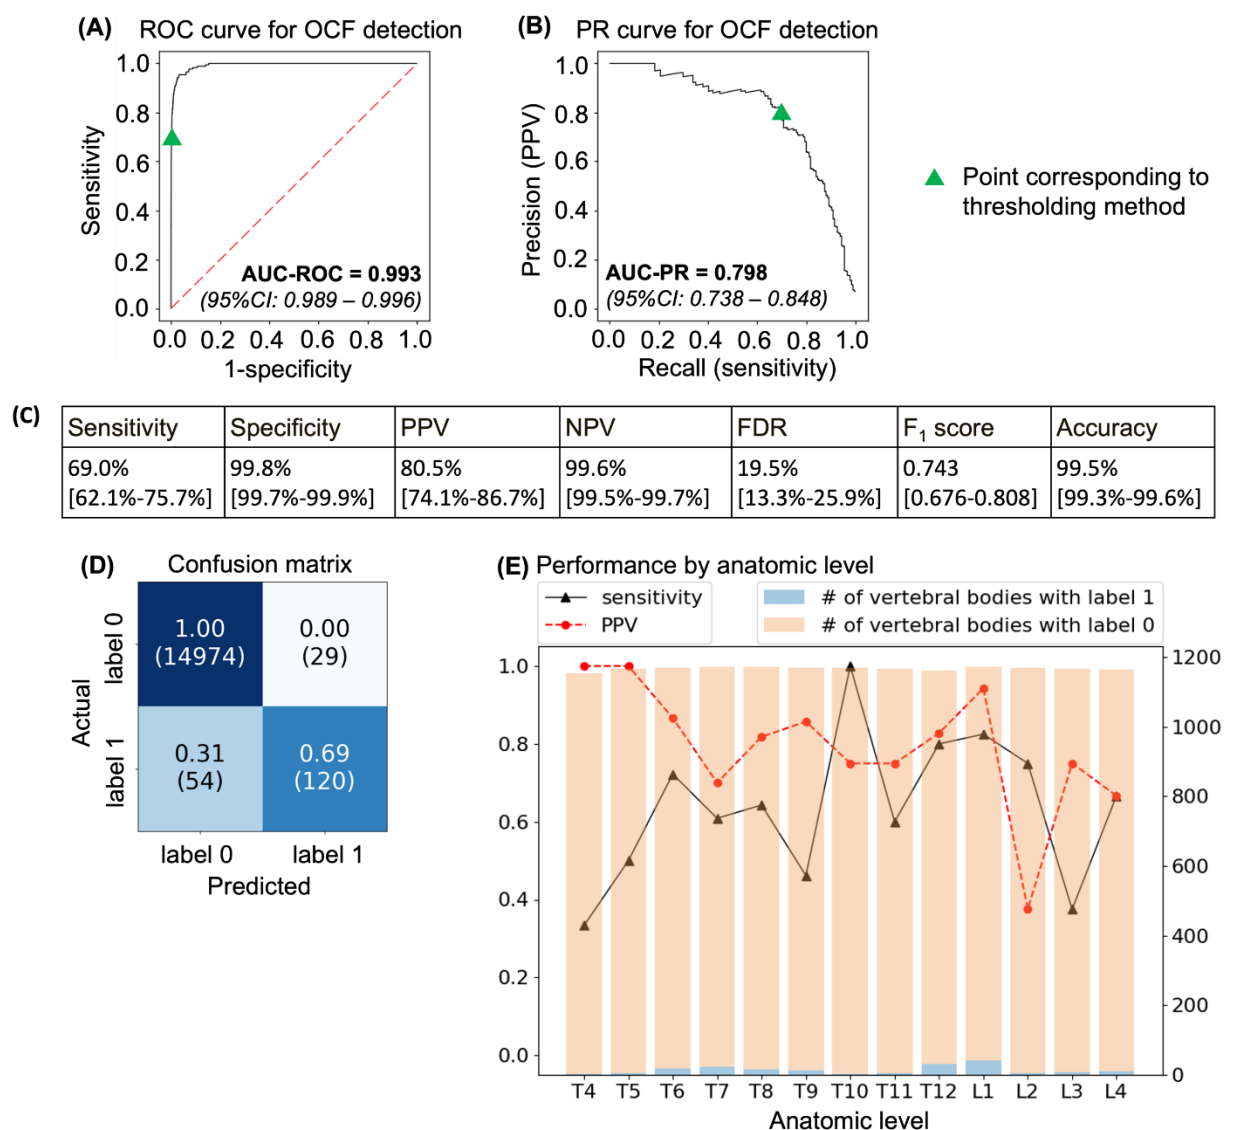 (A) ROC curve for OCF detection
1.0
0.8
0.6
0.4
0.2
0.0
Sensitivity
AUC-ROC = 0.993
(95%CI: 0.989 – 0.996)
0.0 0.2 0.4 0.6 0.8 1.0
1-specificity
(B) PR curve for OCF detection
1.0
0.8
0.6
0.4
0.2
0.0
Precision (PPV)
AUC-PR = 0.798
(95%CI: 0.738 – 0.848)
0.0 0.2 0.4 0.6 0.8 1.0
Recall (sensitivity)
Point corresponding to
thresholding method
(C)
Sensitivity Specificity PPV NPV FDR F1 score Accuracy
69.0% 99.8% 80.5% 99.6% 19.5% 0.743 99.5%
[62.1%-75.7%] [99.7%-99.9%] [74.1%-86.7%] [99.5%-99.7%] [13.3%-25.9%] [0.676-0.808] [99.3%-99.6%]
(D) Confusion matrix
Actual
label 0
label 1
1.00 0.00
(14974) (29)
0.31 0.69
(54) (120)
label 0 label 1
Predicted
(E) Performance by anatomic level
sensitivity
PPV
# of vertebral bodies with label 1
# of vertebral bodies with label 0
1.0
0.8
0.6
0.4
0.2
0.0
1200
1000
800
600
400
200
0
T4 T5 T6 T7 T8 T9 T10 T11 T12 L1 L2 L3 L4
Anatomic level